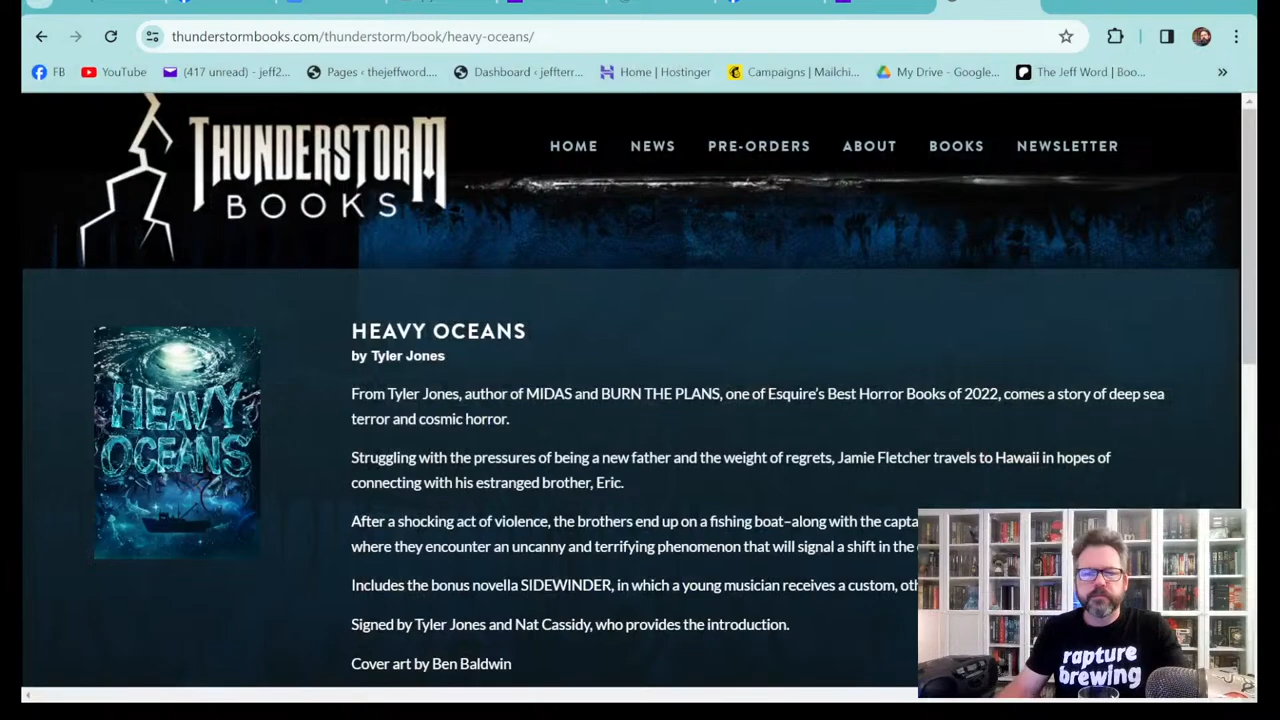 thunderstormbooks.com/thunderstorm/book/heavy-oceans/
FB
YouTube
(417 unread) - jeff2...
Pages ‹ thejeffword....
Dashboard ‹ jeffterr...
Home | Hostinger
Campaigns | Mailchi...
My Drive - Google...
The Jeff Word | Boo...
»
THUNDERSTORM
BOOKS
HOME
NEWS
PRE-ORDERS
ABOUT
BOOKS
NEWSLETTER
HEAVY
OCEANS
HEAVY OCEANS
by Tyler Jones
From Tyler Jones, author of MIDAS and BURN THE PLANS, one of Esquire's Best Horror Books of 2022, comes a story of deep sea
terror and cosmic horror.
Struggling with the pressures of being a new father and the weight of regrets, Jamie Fletcher travels to Hawaii in hopes of
connecting with his estranged brother, Eric.
After a shocking act of violence, the brothers end up on a fishing boat–along with the capta
where they encounter an uncanny and terrifying phenomenon that will signal a shift in the
Includes the bonus novella SIDEWINDER, in which a young musician receives a custom, oth
Signed by Tyler Jones and Nat Cassidy, who provides the introduction.
Cover art by Ben Baldwin
rapture
brewing